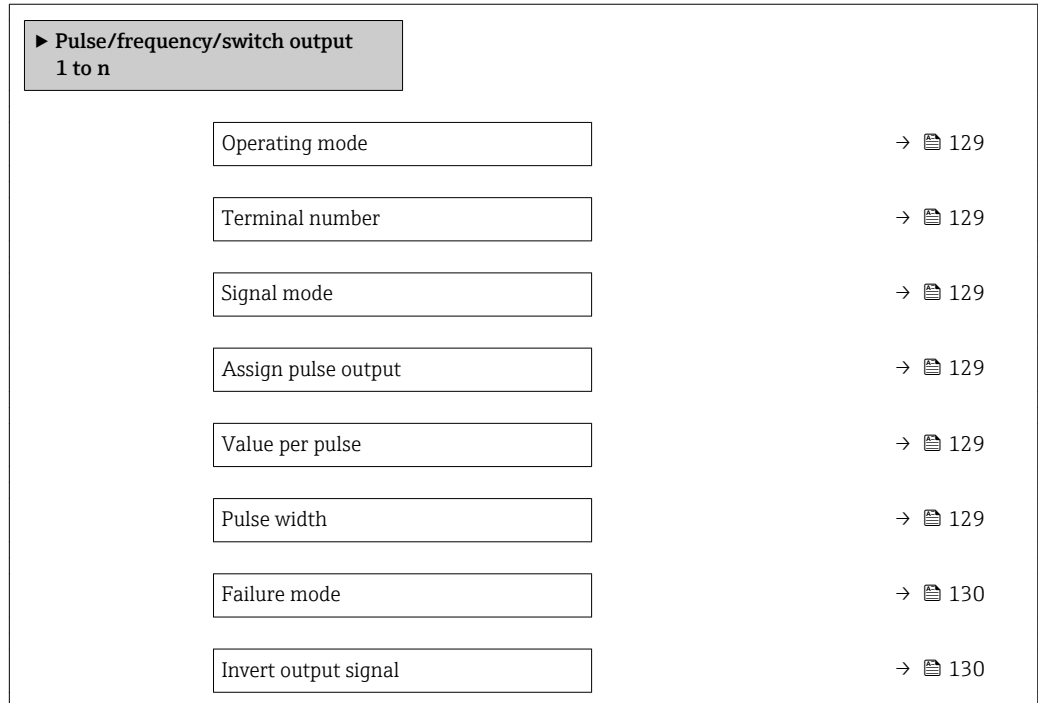 ▶ Pulse/frequency/switch output
1 to n
Operating mode → 129
Terminal number → 129
Signal mode → 129
Assign pulse output → 129
Value per pulse → 129
Pulse width → 129
Failure mode → 130
Invert output signal → 130